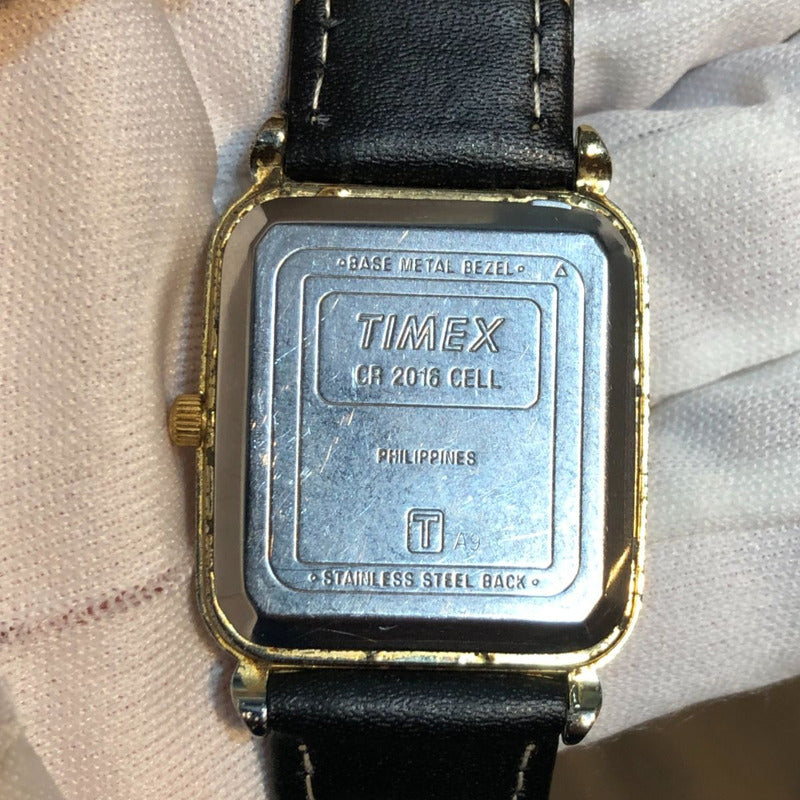 •BASE METAL BEZEL•
TIMEX
CR 2016 CELL
PHILIPPINES
T A9
•STAINLESS STEEL BACK•